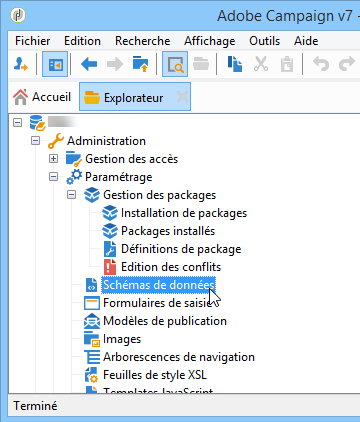 Adobe Campaign v7 -
Fichier Edition Recherche Affichage Outils Aide
Accueil Explorateur
Administration
Gestion des accès
Paramétrage
Gestion des packages
Installation de packages
Packages installés
Définitions de package
Edition des conflits
Schémas de données
Formulaires de saisie
Modèles de publication
Images
Arborescences de navigation
Feuilles de style XSL
Templates JavaScript
Terminé